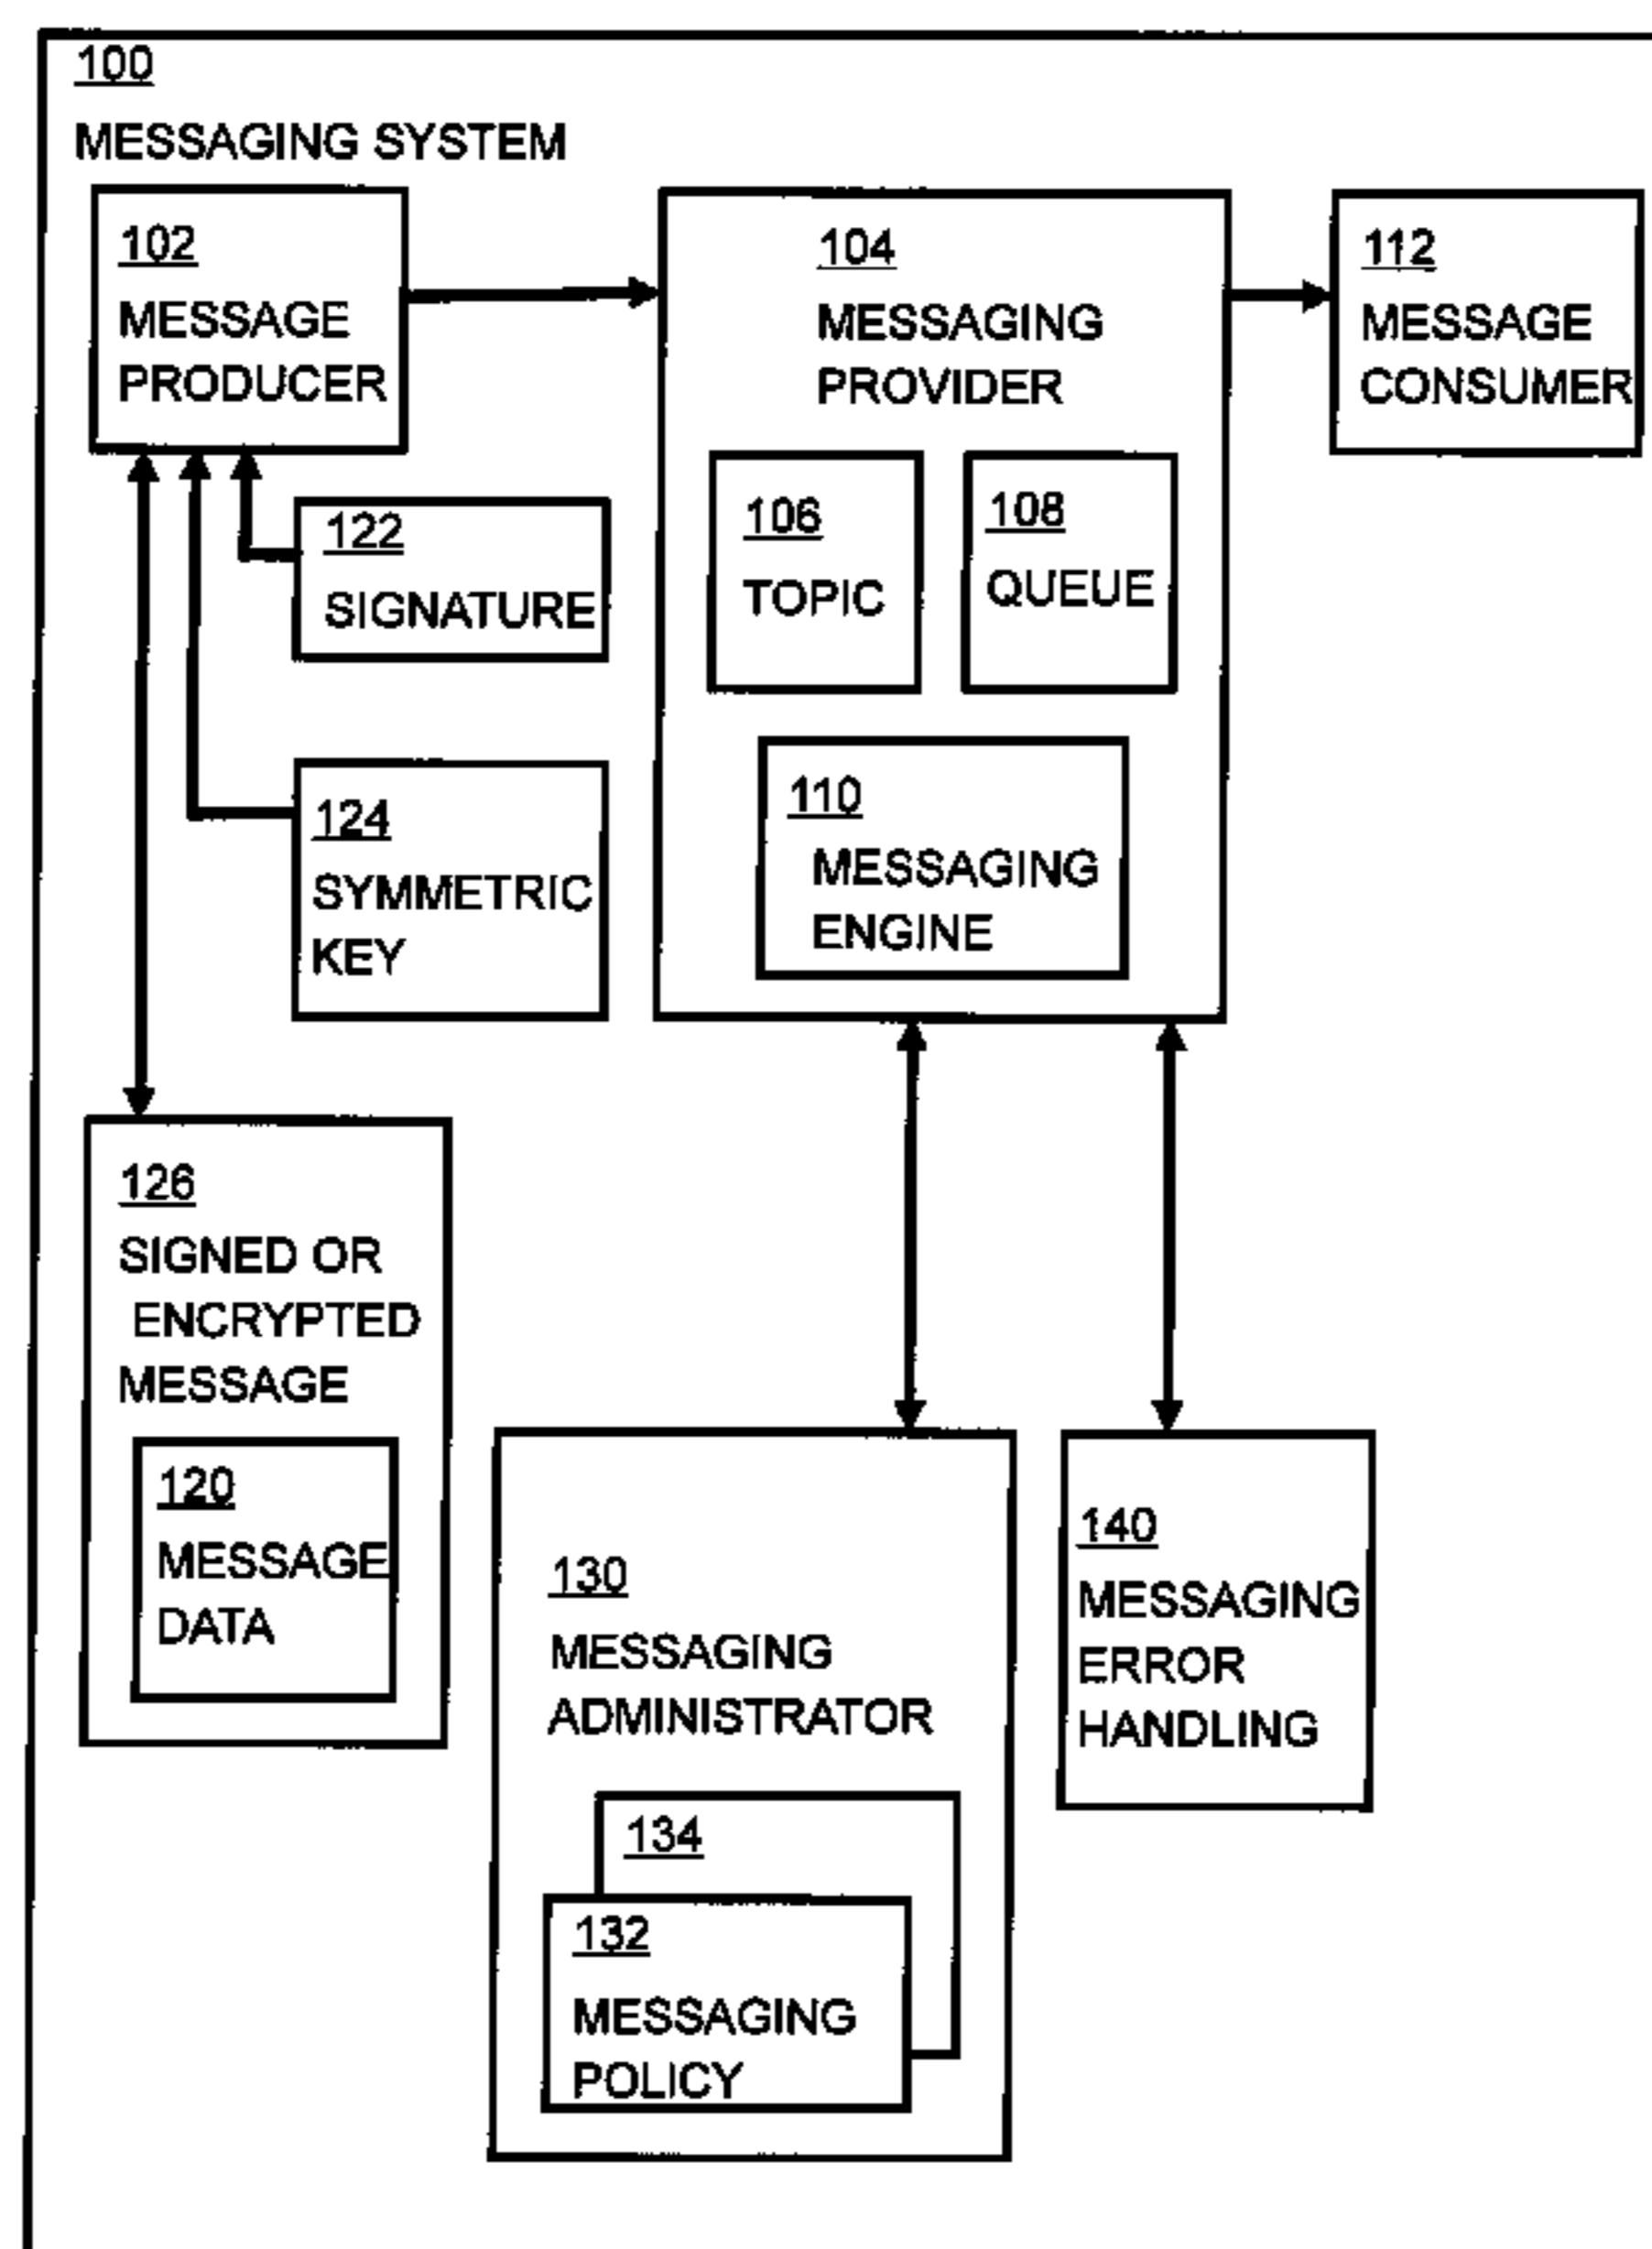 100
MESSAGING SYSTEM
102
MESSAGE
PRODUCER
104
MESSAGING
PROVIDER
112
MESSAGE
CONSUMER
106
TOPIC
108
QUEUE
122
SIGNATURE
110
MESSAGING
ENGINE
124
SYMMETRIC
KEY
126
SIGNED OR
ENCRYPTED
MESSAGE
120
MESSAGE
DATA
130
MESSAGING
ADMINISTRATOR
140
MESSAGING
ERROR
HANDLING
134
132
MESSAGING
POLICY